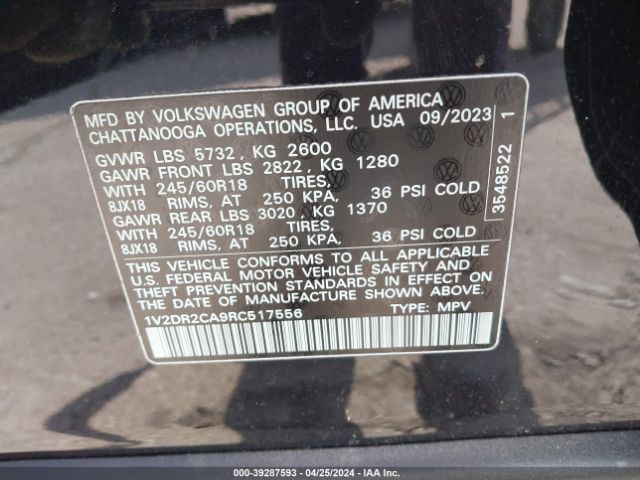 MFD BY VOLKSWAGEN GROUP OF AMERICA
CHATTANOOGA OPERATIONS, LLC. USA 09/2023
GVWR LBS 5732, KG 2600
GAWR FRONT LBS 2822, KG 1280
WITH 245/60R18 TIRES,
8JX18 RIMS, AT 250 KPA, 36 PSI COLD
GAWR REAR LBS 3020, KG 1370
WITH 245/60R18 TIRES,
8JX18 RIMS, AT 250 KPA, 36 PSI COLD
THIS VEHICLE CONFORMS TO ALL APPLICABLE
U.S. FEDERAL MOTOR VEHICLE SAFETY AND
THEFT PREVENTION STANDARDS IN EFFECT
ON THE DATE OF MANUFACTURE SHOWN ABOVE.
1V2DR2CA9RC517556 TYPE: MPV
3548522 1
© COPART - 39287593 - 04/25/2024 - IAA Inc.